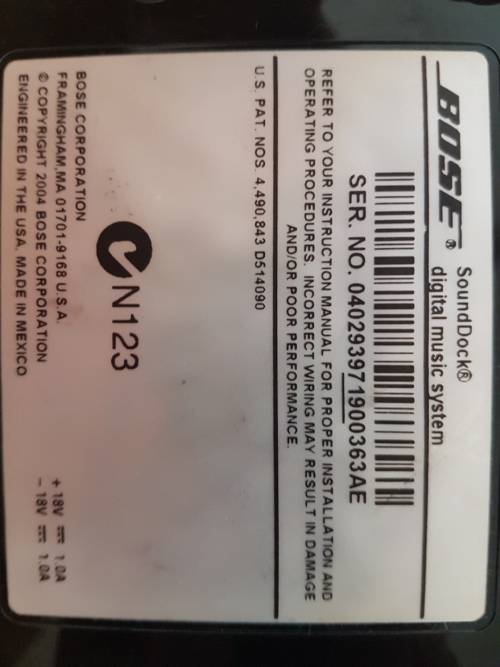 BOSE®
SoundDock®
digital music system
SER. NO. 040293971900363AE
REFER TO YOUR INSTRUCTION MANUAL FOR PROPER INSTALLATION AND
OPERATING PROCEDURES. INCORRECT WIRING MAY RESULT IN DAMAGE
AND/OR POOR PERFORMANCE.
U.S. PAT. NOS. 4,490,843 D514090
N123
BOSE CORPORATION
FRAMINGHAM,MA 01701-9168 U.S.A.
© COPYRIGHT 2004 BOSE CORPORATION
ENGINEERED IN THE USA. MADE IN MEXICO
+ 18V ⎓ 1.0A
– 18V ⎓ 1.0A